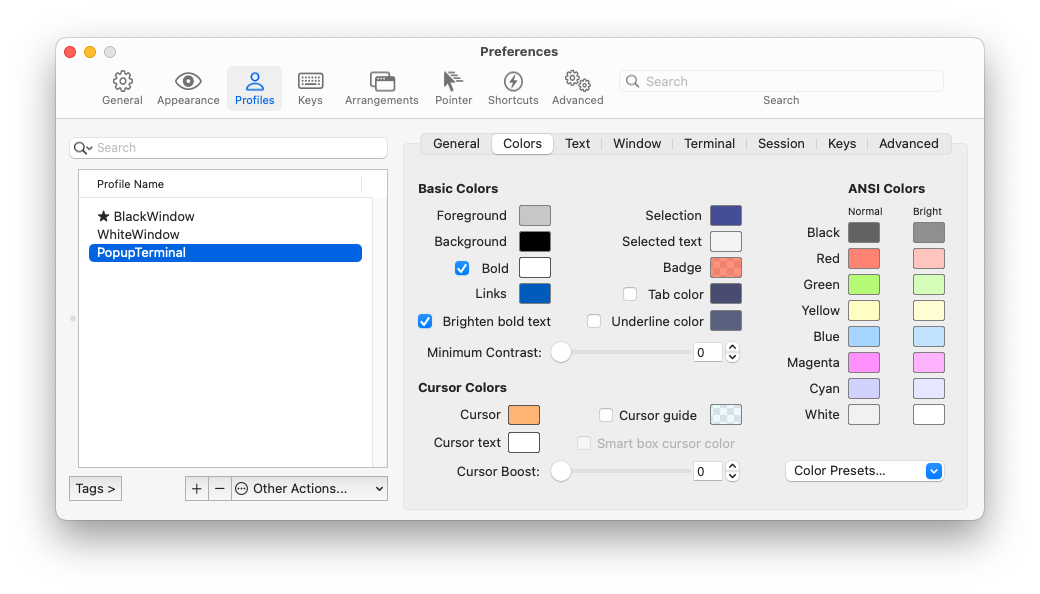 Preferences
General Appearance Profiles Keys Arrangements Pointer Shortcuts Advanced
Search
Search
Search
Profile Name
★ BlackWindow
WhiteWindow
PopupTerminal
Tags >
+ − Other Actions...
General Colors Text Window Terminal Session Keys Advanced
Basic Colors
Foreground
Background
Bold
Links
Brighten bold text
Selection
Selected text
Badge
Tab color
Underline color
Minimum Contrast: 0
Cursor Colors
Cursor
Cursor text
Cursor guide
Smart box cursor color
Cursor Boost: 0
ANSI Colors
Normal Bright
Black
Red
Green
Yellow
Blue
Magenta
Cyan
White
Color Presets...